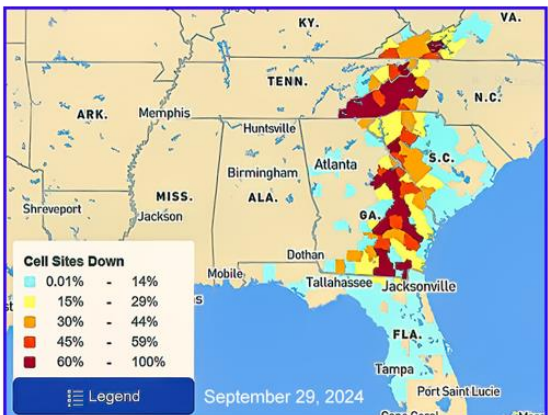 KY.
VA.
TENN.
N.C.
ARK.
Memphis
Huntsville
Atlanta
S.C.
Birmingham
MISS.
ALA.
Shreveport
Jackson
GA.
Dothan
Mobile
Tallahassee
Jacksonville
FLA.
Tampa
Port Saint Lucie
Cell Sites Down
0.01% - 14%
15% - 29%
30% - 44%
45% - 59%
60% - 100%
Legend
September 29, 2024